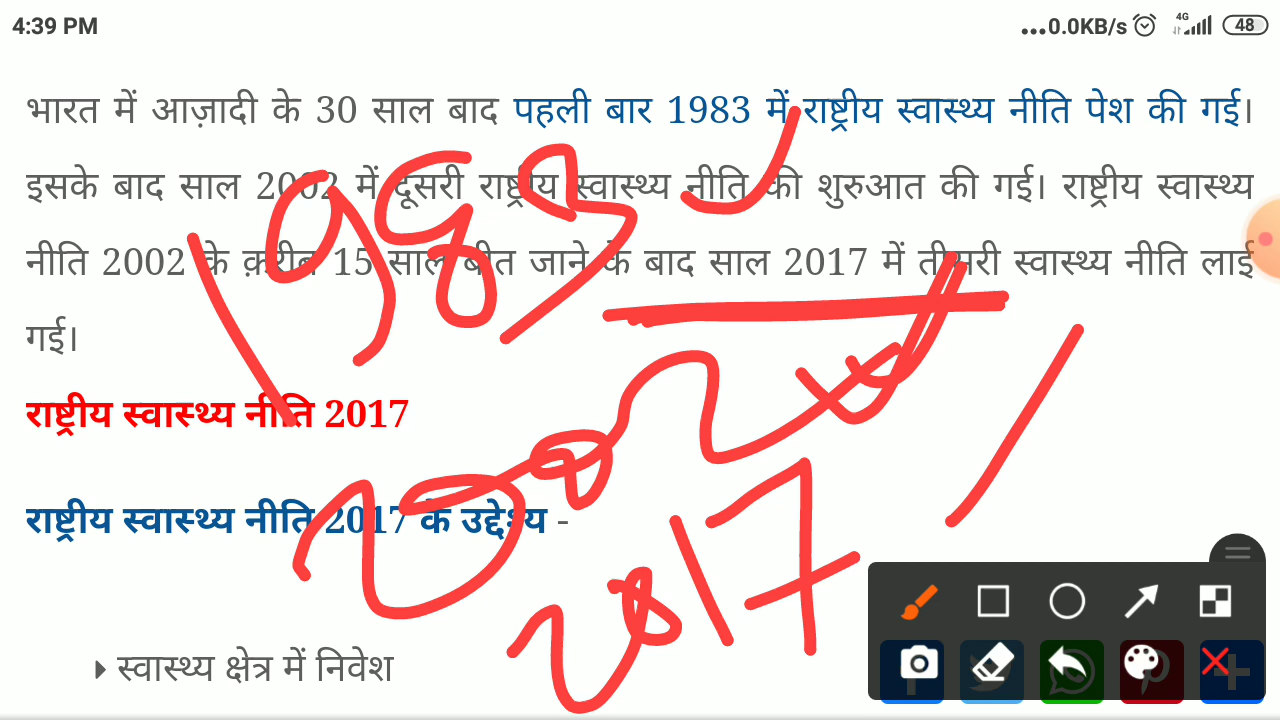 4:39 PM
...0.0KB/s 4G 48
भारत में आज़ादी के 30 साल बाद पहली बार 1983 में राष्ट्रीय स्वास्थ्य नीति पेश की गई।
इसके बाद साल 2002 में दूसरी राष्ट्रीय स्वास्थ्य नीति की शुरुआत की गई। राष्ट्रीय स्वास्थ्य
नीति 2002 के क़रीब 15 साल बीत जाने के बाद साल 2017 में तीसरी स्वास्थ्य नीति लाई
गई।
1983
राष्ट्रीय स्वास्थ्य नीति 2017
2002
राष्ट्रीय स्वास्थ्य नीति 2017 के उद्देश्य -
2017
स्वास्थ्य क्षेत्र में निवेश